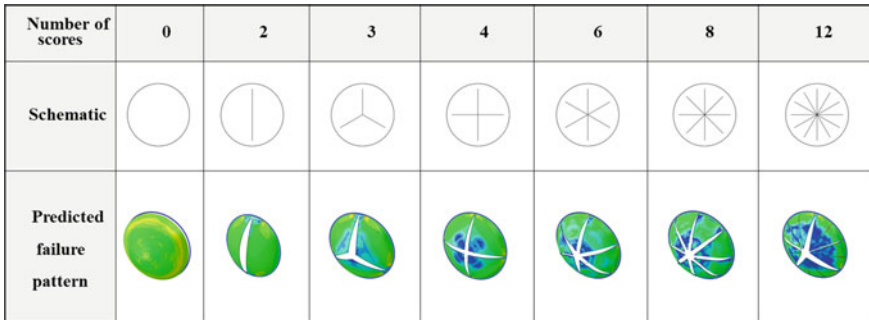 Number of
scores
0
2
3
4
6
8
12
Schematic
Predicted
failure
pattern